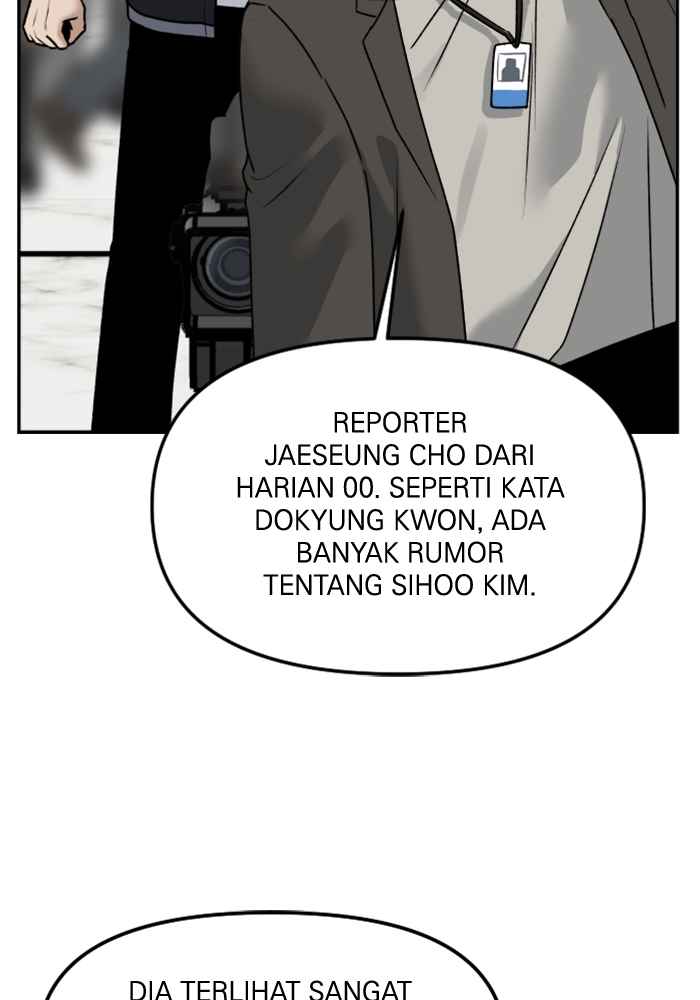 REPORTER
JAESEUNG CHO DARI
HARIAN 00. SEPERTI KATA
DOKYUNG KWON, ADA
BANYAK RUMOR
TENTANG SIHOO KIM.
DIA TERLIHAT SANGAT